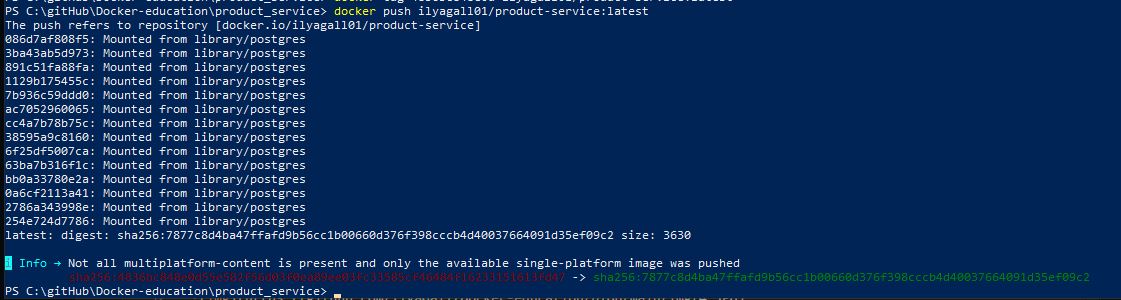 PS C:\gitHub\Docker-education\product_service> docker push ilyagall01/product-service:latest
The push refers to repository [docker.io/ilyagall01/product-service]
086d7af808f5: Mounted from library/postgres
3ba43ab5d973: Mounted from library/postgres
891c51fa88fa: Mounted from library/postgres
1129b175455c: Mounted from library/postgres
7b936c59ddd0: Mounted from library/postgres
ac7052960065: Mounted from library/postgres
cc4a7b78b75c: Mounted from library/postgres
38595a9c8160: Mounted from library/postgres
6f25df5007ca: Mounted from library/postgres
63ba7b316f1c: Mounted from library/postgres
bb0a33780e2a: Mounted from library/postgres
0a6cf2113a41: Mounted from library/postgres
2786a343998e: Mounted from library/postgres
254e724d7786: Mounted from library/postgres
latest: digest: sha256:7877c8d4ba47ffafd9b56cc1b00660d376f398cccb4d40037664091d35ef09c2 size: 3630
i Info → Not all multiplatform-content is present and only the available single-platform image was pushed
-> sha256:7877c8d4ba47ffafd9b56cc1b00660d376f398cccb4d40037664091d35ef09c2
PS C:\gitHub\Docker-education\product_service>